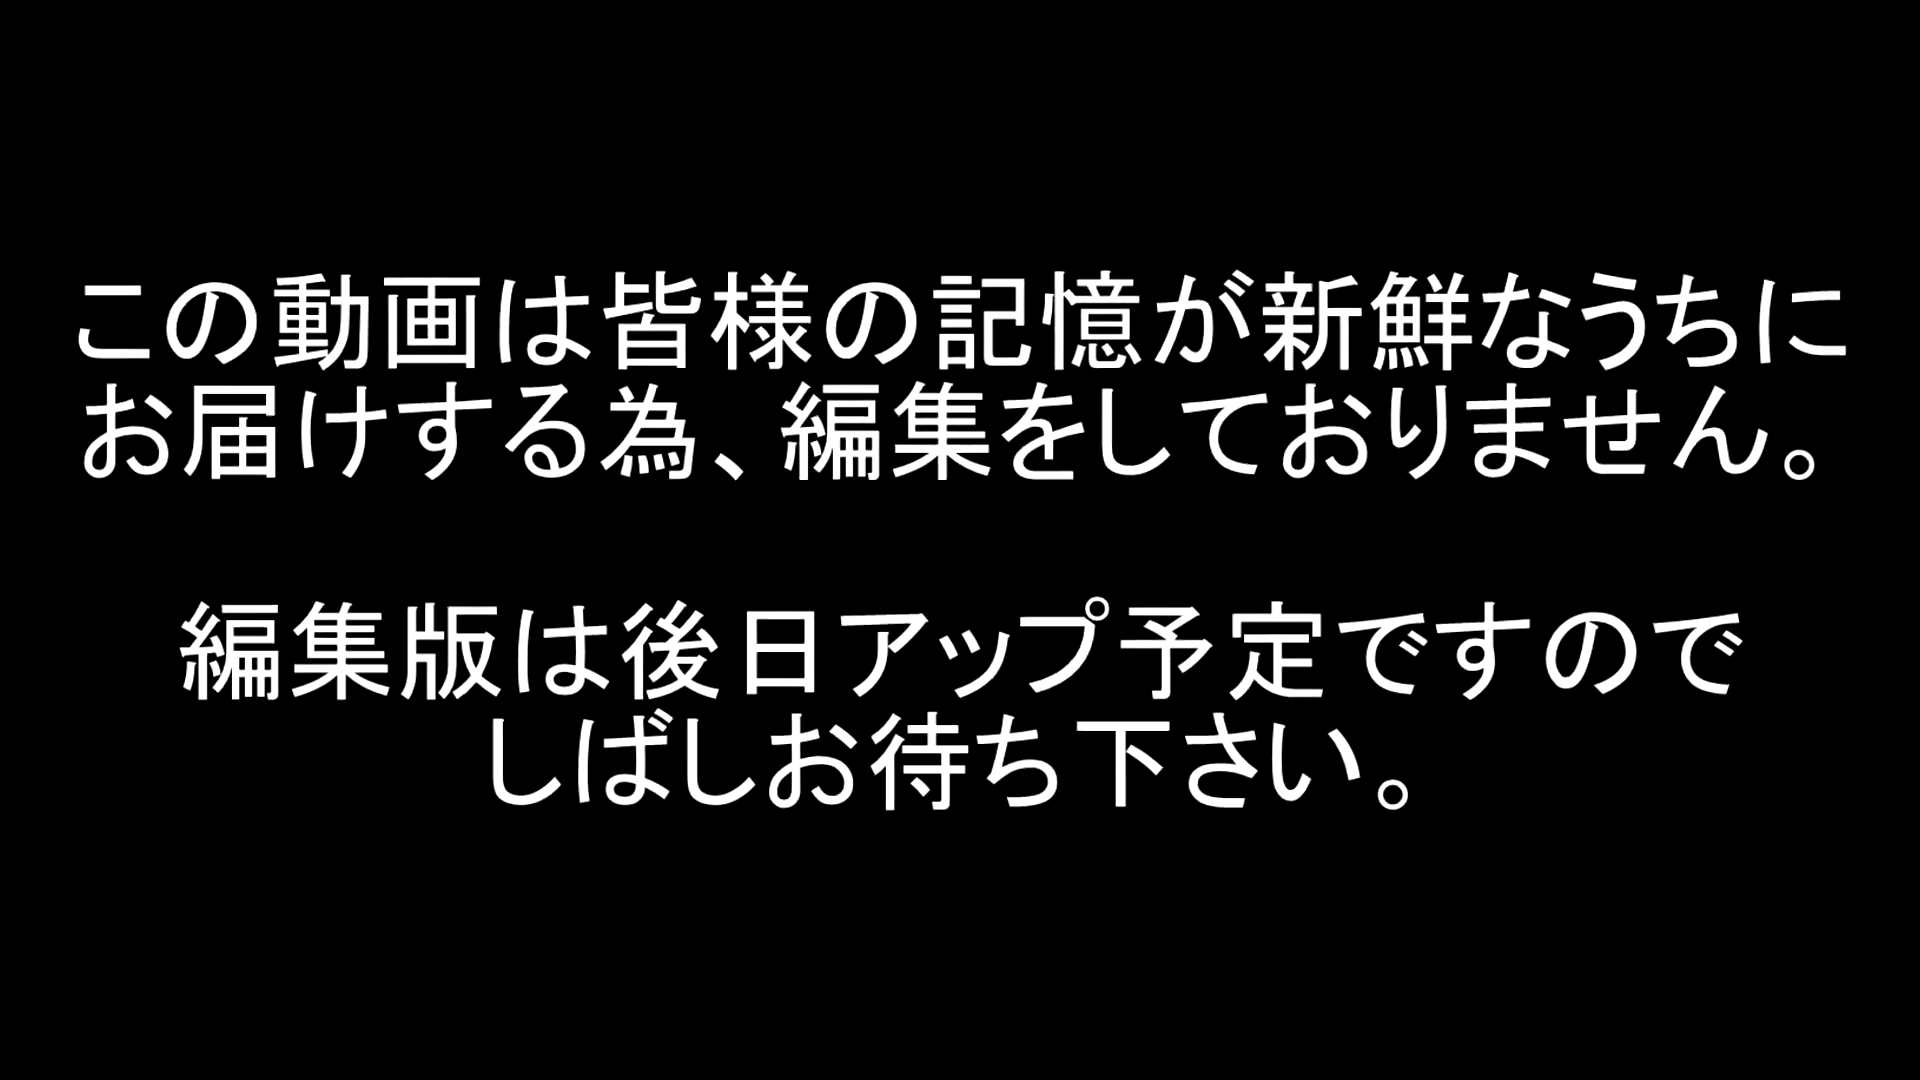 この動画は皆様の記憶が新鮮なうちに
お届けする為、編集をしておりません。
編集版は後日アップ予定ですので
しばしお待ち下さい。